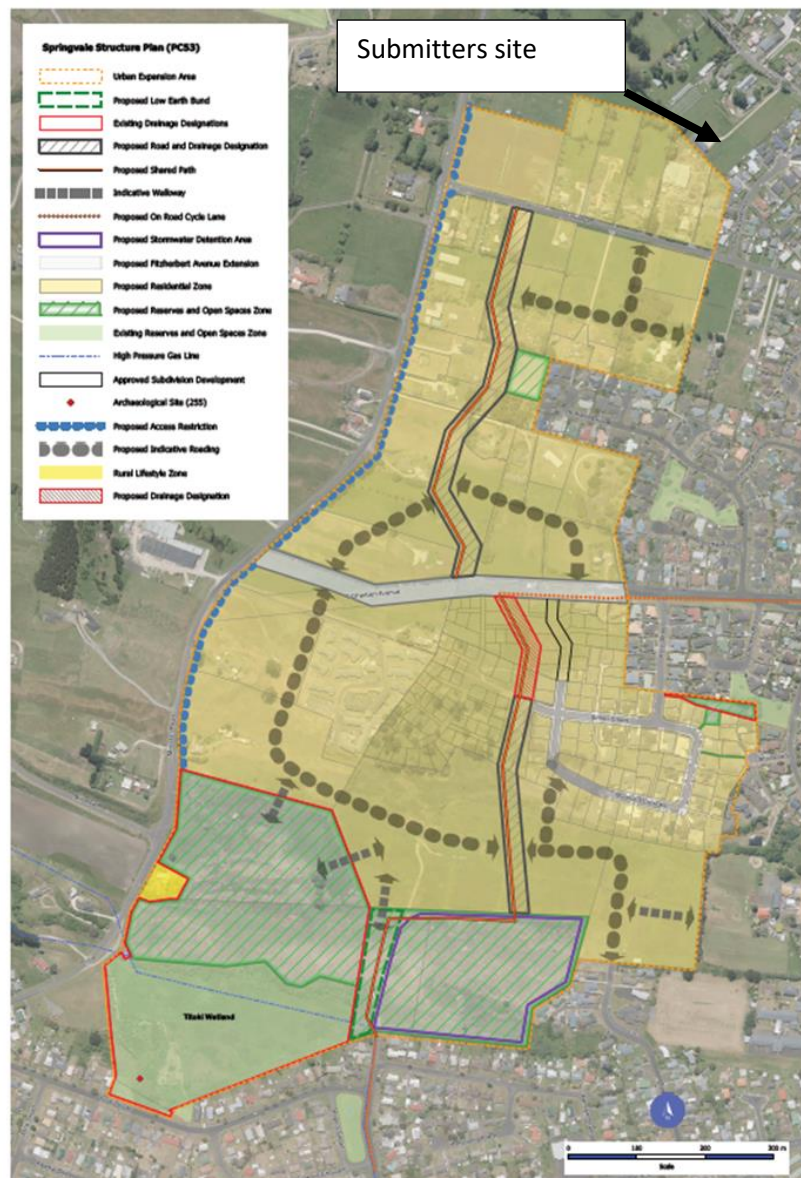 Submitters site
Springvale Structure Plan (PC53)
Urban Expansion Area
Proposed Low Earth Bund
Existing Drainage Designations
Proposed Road and Drainage Designation
Proposed Shared Path
Indicative Walkway
Proposed On Road Cycle Lane
Proposed Stormwater Detention Area
Proposed Fitzherbert Avenue Extension
Proposed Residential Zone
Proposed Reserves and Open Spaces Zone
Existing Reserves and Open Spaces Zone
High Pressure Gas Line
Approved Subdivision Development
Archaeological Site (255)
Proposed Access Restriction
Proposed Indicative Roading
Rural Lifestyle Zone
Proposed Drainage Designation
Titoki Wetland
0
300 m
Scale